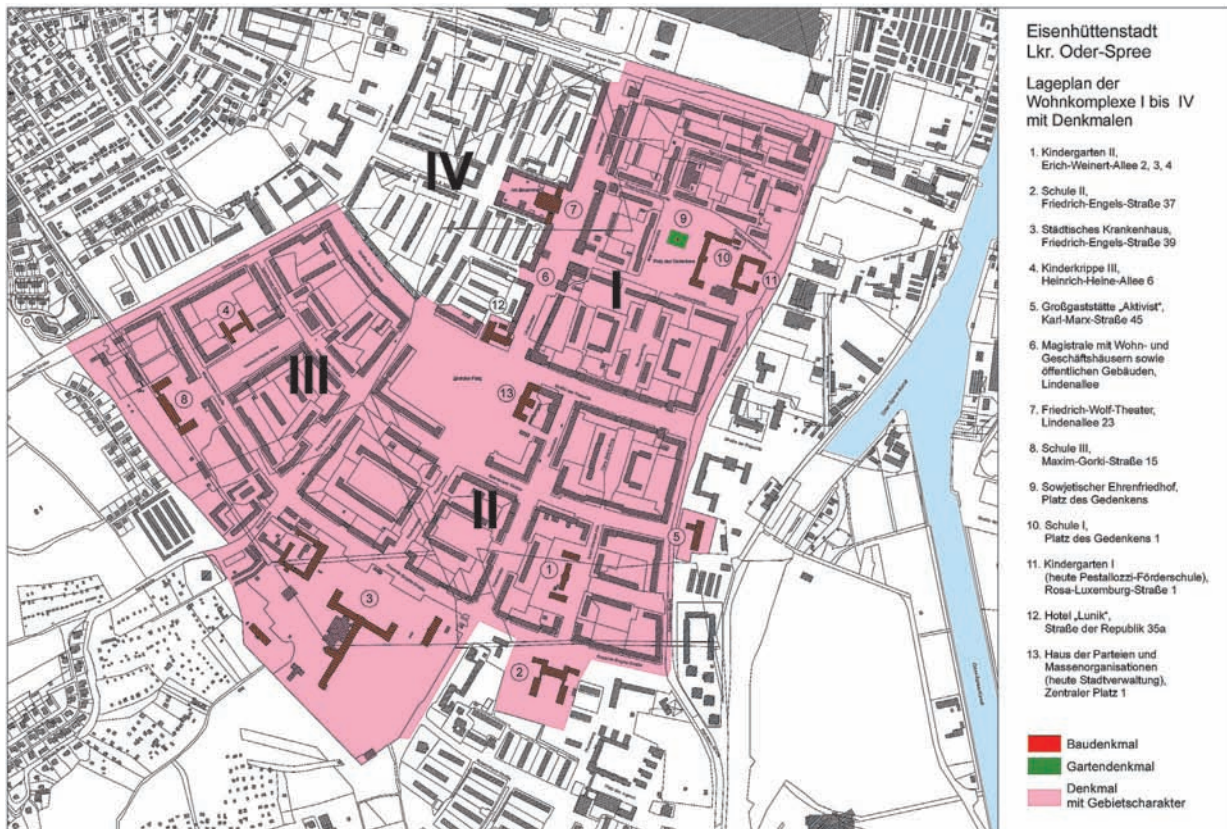 IV
7
9
10
11
6
I
12
4
III
8
13
II
5
1
3
2
Eisenhüttenstadt
Lkr. Oder-Spree
Lageplan der
Wohnkomplexe I bis IV
mit Denkmalen
1. Kindergarten II,
Erich-Weinert-Allee 2, 3, 4
2. Schule II,
Friedrich-Engels-Straße 37
3. Städtisches Krankenhaus,
Friedrich-Engels-Straße 39
4. Kinderkrippe III,
Heinrich-Heine-Allee 6
5. Großgaststätte „Aktivist“,
Karl-Marx-Straße 45
6. Magistrale mit Wohn- und
Geschäftshäusern sowie
öffentlichen Gebäuden,
Lindenallee
7. Friedrich-Wolf-Theater,
Lindenallee 23
8. Schule III,
Maxim-Gorki-Straße 15
9. Sowjetischer Ehrenfriedhof,
Platz des Gedenkens
10. Schule I,
Platz des Gedenkens 1
11. Kindergarten I
(heute Pestallozzi-Förderschule),
Rosa-Luxemburg-Straße 1
12. Hotel „Lunik“,
Straße der Republik 35a
13. Haus der Parteien und
Massenorganisationen
(heute Stadtverwaltung),
Zentraler Platz 1
Baudenkmal
Gartendenkmal
Denkmal
mit Gebietscharakter